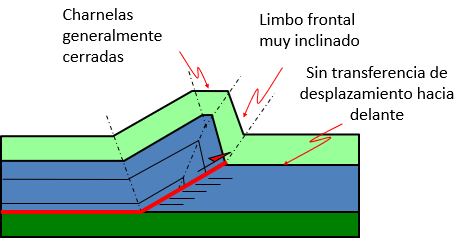 Charnelas
generalmente
cerradas
Limbo frontal
muy inclinado
Sin transferencia de
desplazamiento hacia
delante